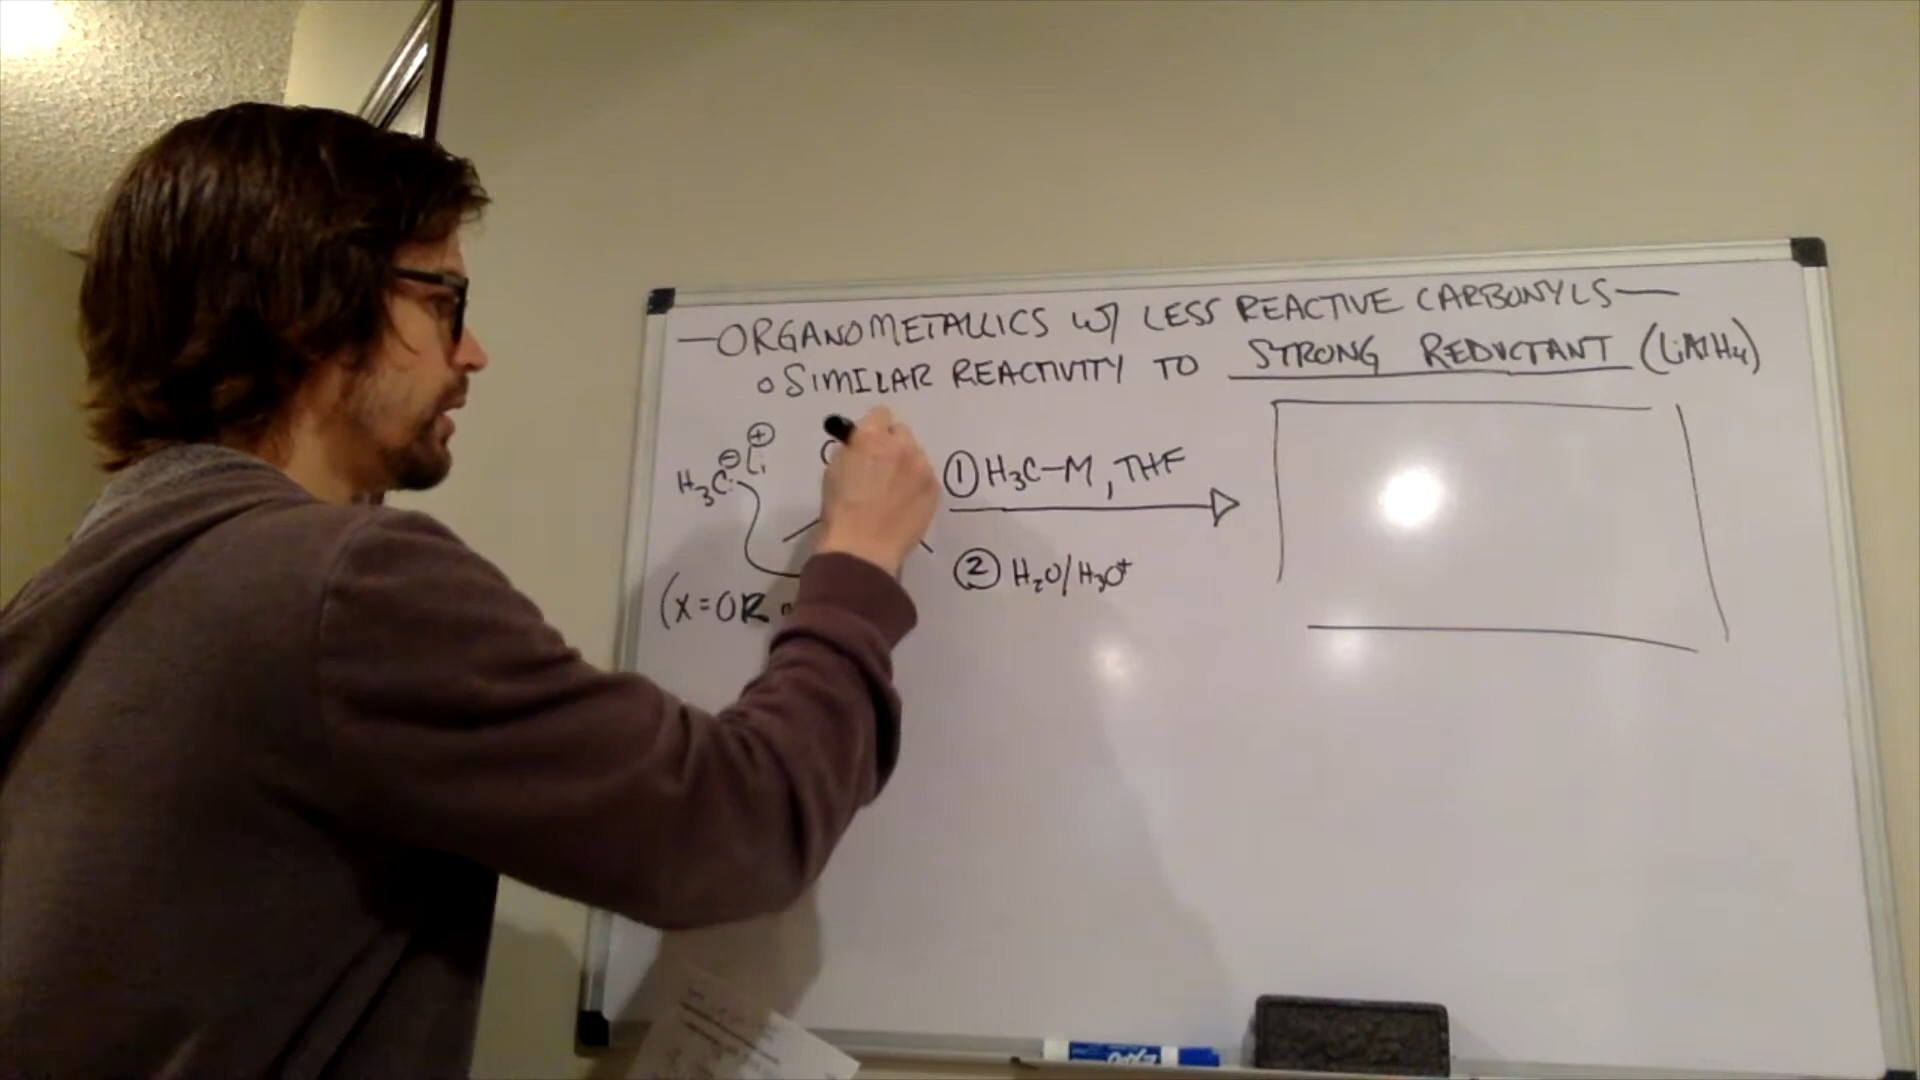 —ORGANOMETALLICS W/ LESS REACTIVE CARBONYLS—
o SIMILAR REACTIVITY TO STRONG REDUCTANT (LiAlH4)
⊖ Li ⊕
H3C:
① H3C–M, THF
② H2O/H3O+
(X=OR
EXPO